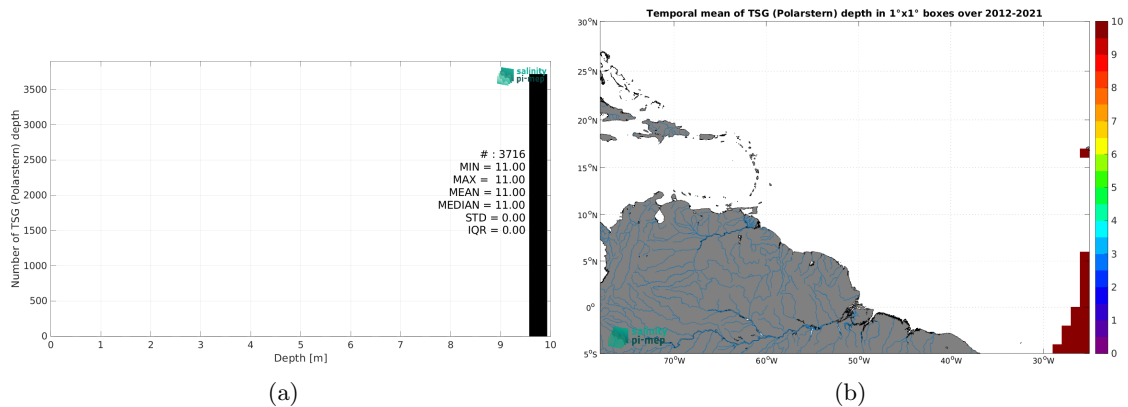 salinity
pi-mep
Number of TSG (Polarstern) depth
3500
3000
2500
2000
1500
1000
500
0
# : 3716
MIN = 11.00
MAX = 11.00
MEAN = 11.00
MEDIAN = 11.00
STD = 0.00
IQR = 0.00
0 1 2 3 4 5 6 7 8 9 10
Depth [m]
(a)
Temporal mean of TSG (Polarstern) depth in 1°x1° boxes over 2012-2021
30°N
25°N
20°N
15°N
10°N
5°N
0°
5°S
70°W 60°W 50°W 40°W 30°W
salinity
pi-mep
10
9
8
7
6
5
4
3
2
1
0
(b)